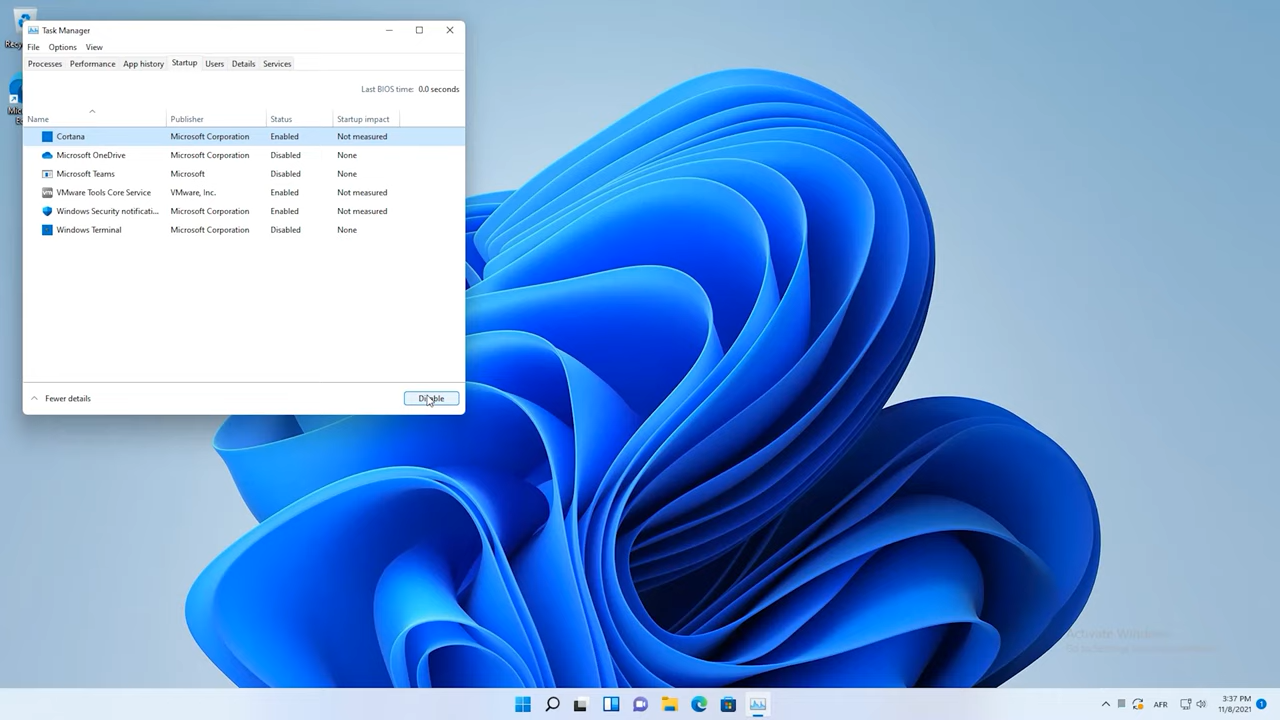 Task Manager
File Options View
Processes Performance App history Startup Users Details Services
Last BIOS time: 0.0 seconds
Name Publisher Status Startup impact
Cortana Microsoft Corporation Enabled Not measured
Microsoft OneDrive Microsoft Corporation Disabled None
Microsoft Teams Microsoft Disabled None
vm VMware Tools Core Service VMware, Inc. Enabled Not measured
Windows Security notificati... Microsoft Corporation Enabled Not measured
Windows Terminal Microsoft Corporation Disabled None
Fewer details Disable
Activate Windows
AFR
3:37 PM
11/8/2021
1